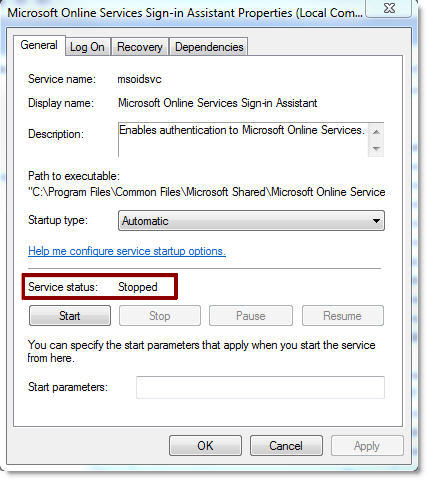 Microsoft Online Services Sign-in Assistant Properties (Local Com...
General
Log On
Recovery
Dependencies
Service name: msoidsvc
Display name: Microsoft Online Services Sign-in Assistant
Description: Enables authentication to Microsoft Online Services.
Path to executable:
"C:\Program Files\Common Files\Microsoft Shared\Microsoft Online Service
Startup type: Automatic
Help me configure service startup options.
Service status: Stopped
Start
Stop
Pause
Resume
You can specify the start parameters that apply when you start the service
from here.
Start parameters:
OK
Cancel
Apply